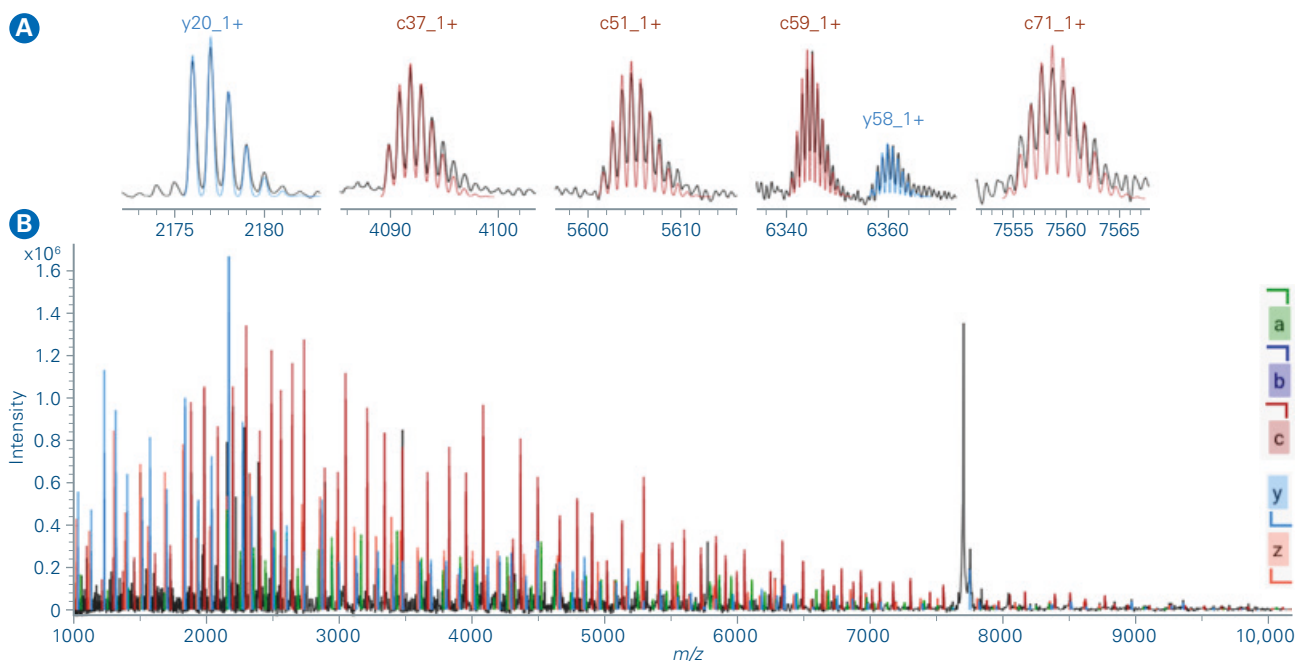 A
y20_1+ c37_1+ c51_1+ c59_1+ c71_1+
y58_1+
2175 2180 4090 4100 5600 5610 6340 6360 7555 7560 7565
B
x10⁶
1.6
1.4
1.2
1.0
0.8
0.6
0.4
0.2
0
Intensity
1000 2000 3000 4000 5000 6000 7000 8000 9000 10,000
m/z
a
b
c
y
z